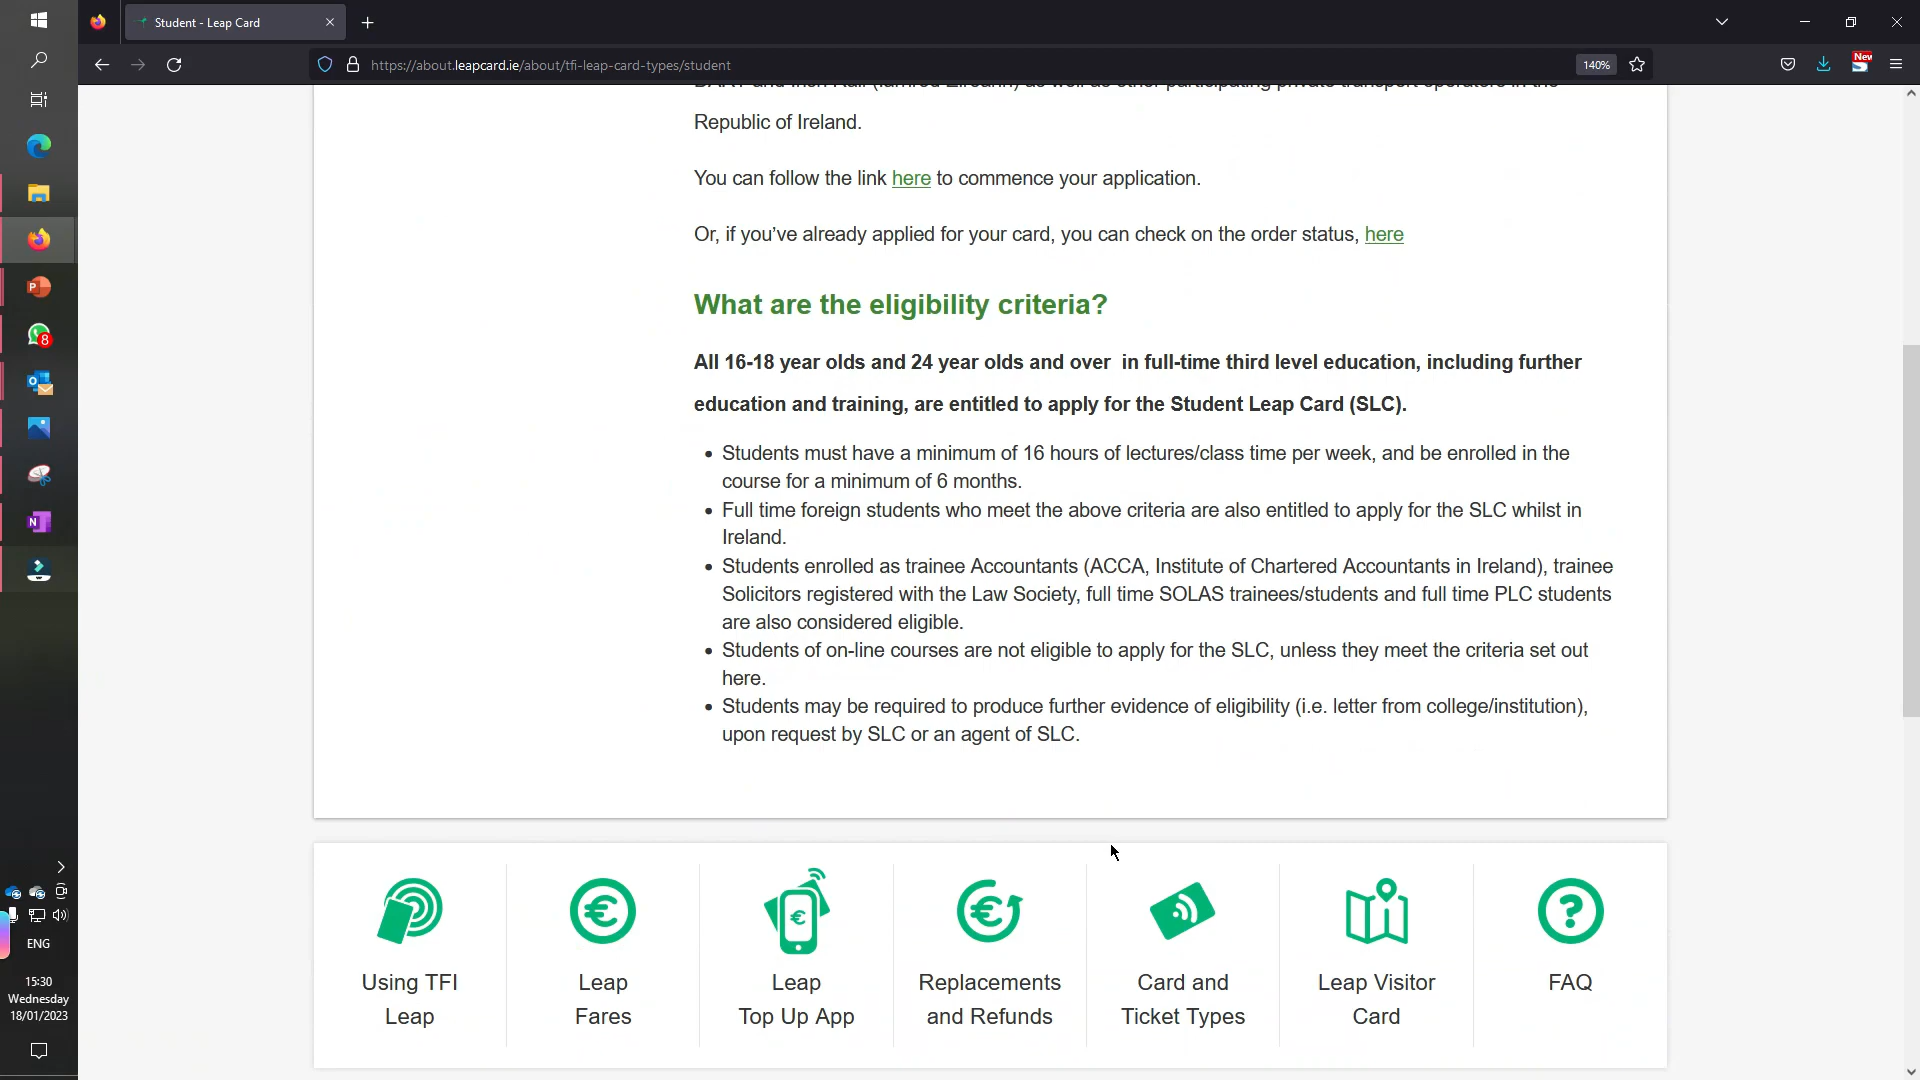 Student - Leap Card
https://about.leapcard.ie/about/tfi-leap-card-types/student
140%
New
Republic of Ireland.
You can follow the link here to commence your application.
Or, if you’ve already applied for your card, you can check on the order status, here
What are the eligibility criteria?
All 16-18 year olds and 24 year olds and over in full-time third level education, including further
education and training, are entitled to apply for the Student Leap Card (SLC).
• Students must have a minimum of 16 hours of lectures/class time per week, and be enrolled in the
course for a minimum of 6 months.
• Full time foreign students who meet the above criteria are also entitled to apply for the SLC whilst in
Ireland.
• Students enrolled as trainee Accountants (ACCA, Institute of Chartered Accountants in Ireland), trainee
Solicitors registered with the Law Society, full time SOLAS trainees/students and full time PLC students
are also considered eligible.
• Students of on-line courses are not eligible to apply for the SLC, unless they meet the criteria set out
here.
• Students may be required to produce further evidence of eligibility (i.e. letter from college/institution),
upon request by SLC or an agent of SLC.
Using TFI
Leap
Leap
Fares
Leap
Top Up App
Replacements
and Refunds
Card and
Ticket Types
Leap Visitor
Card
FAQ
8
ENG
15:30
Wednesday
18/01/2023